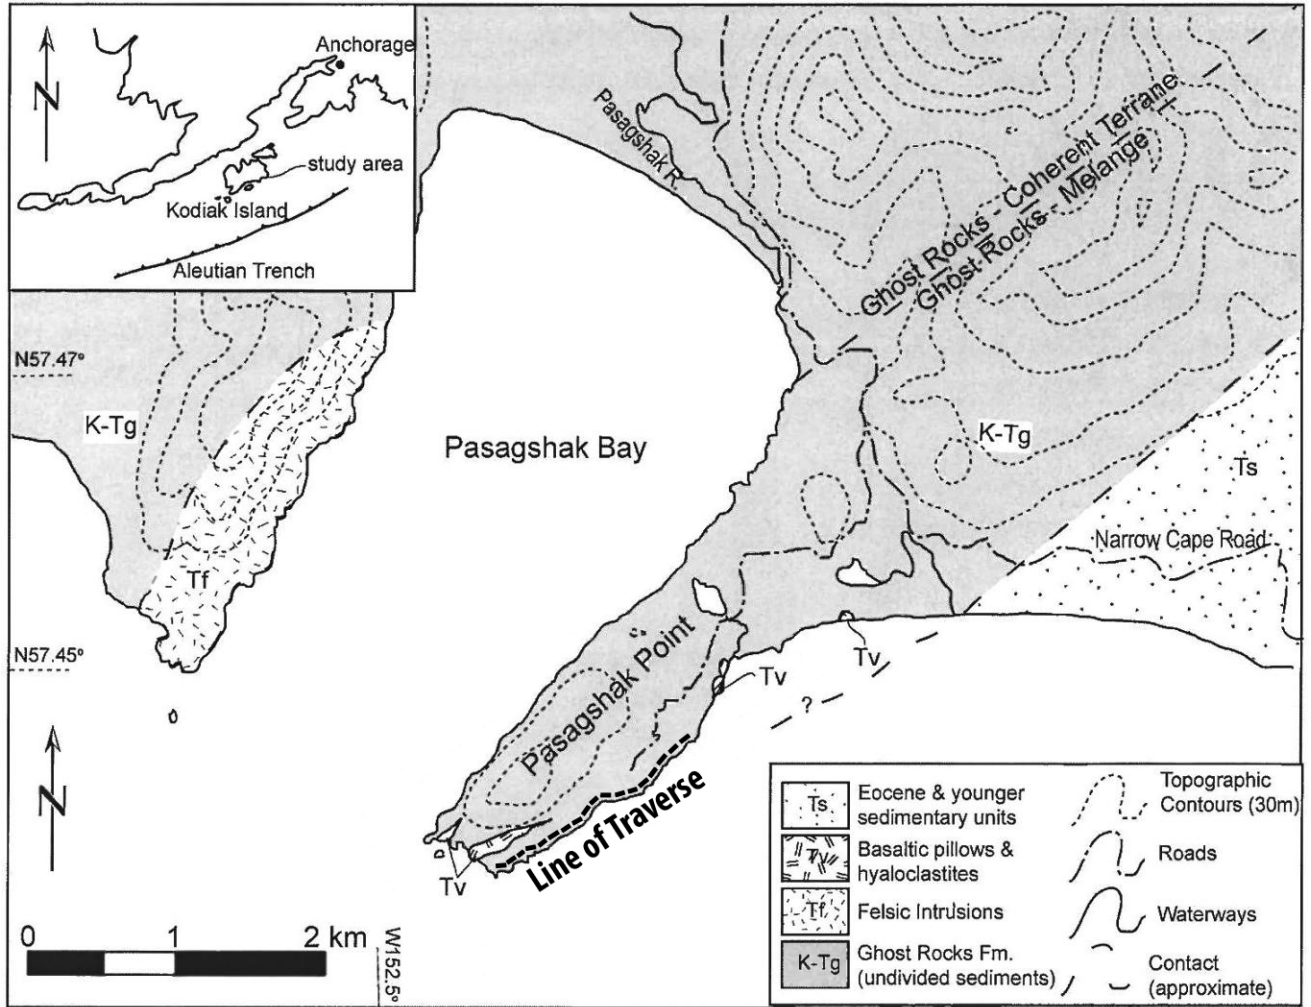 N
Anchorage
study area
Kodiak Island
Aleutian Trench
Pasagshak R.
Ghost Rocks - Coherent Terrane
Ghost Rocks - Melange
N57.47°
K-Tg
Pasagshak Bay
K-Tg
Ts
Narrow Cape Road
Tf
N57.45°
Tv
Tv
Pasagshak Point
?
N
Line of Traverse
Tv
0 1 2 km
W152.5°
Ts
Eocene & younger
sedimentary units
Tv
Basaltic pillows &
hyaloclastites
Tf
Felsic Intrusions
K-Tg
Ghost Rocks Fm.
(undivided sediments)
Topographic
Contours (30m)
Roads
Waterways
Contact
(approximate)